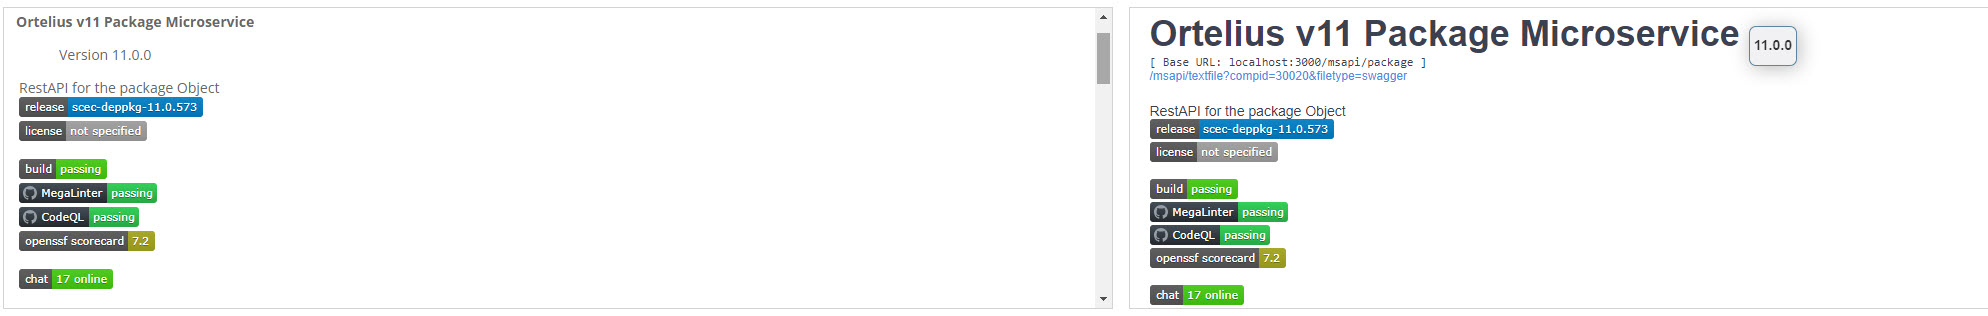 Ortelius v11 Package Microservice
Version 11.0.0
RestAPI for the package Object
release scec-deppkg-11.0.573
license not specified
build passing
MegaLinter passing
CodeQL passing
openssf scorecard 7.2
chat 17 online
Ortelius v11 Package Microservice 11.0.0
[ Base URL: localhost:3000/msapi/package ]
/msapi/textfile?compid=30020&filetype=swagger
RestAPI for the package Object
release scec-deppkg-11.0.573
license not specified
build passing
MegaLinter passing
CodeQL passing
openssf scorecard 7.2
chat 17 online